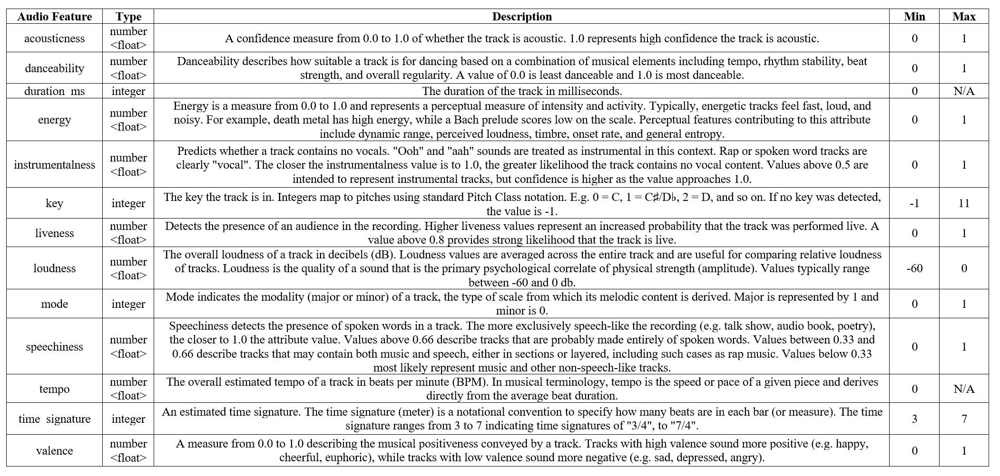 Audio Feature Type Description Min Max
acousticness number <float> A confidence measure from 0.0 to 1.0 of whether the track is acoustic. 1.0 represents high confidence the track is acoustic. 0 1
danceability number <float> Danceability describes how suitable a track is for dancing based on a combination of musical elements including tempo, rhythm stability, beat
strength, and overall regularity. A value of 0.0 is least danceable and 1.0 is most danceable. 0 1
duration ms integer The duration of the track in milliseconds. 0 N/A
energy number <float> Energy is a measure from 0.0 to 1.0 and represents a perceptual measure of intensity and activity. Typically, energetic tracks feel fast, loud, and
noisy. For example, death metal has high energy, while a Bach prelude scores low on the scale. Perceptual features contributing to this attribute
include dynamic range, perceived loudness, timbre, onset rate, and general entropy. 0 1
instrumentalness number <float> Predicts whether a track contains no vocals. "Ooh" and "aah" sounds are treated as instrumental in this context. Rap or spoken word tracks are
clearly "vocal". The closer the instrumentalness value is to 1.0, the greater likelihood the track contains no vocal content. Values above 0.5 are
intended to represent instrumental tracks, but confidence is higher as the value approaches 1.0. 0 1
key integer The key the track is in. Integers map to pitches using standard Pitch Class notation. E.g. 0 = C, 1 = C♯/D♭, 2 = D, and so on. If no key was detected,
the value is -1. -1 11
liveness number <float> Detects the presence of an audience in the recording. Higher liveness values represent an increased probability that the track was performed live. A
value above 0.8 provides strong likelihood that the track is live. 0 1
loudness number <float> The overall loudness of a track in decibels (dB). Loudness values are averaged across the entire track and are useful for comparing relative loudness
of tracks. Loudness is the quality of a sound that is the primary psychological correlate of physical strength (amplitude). Values typically range
between -60 and 0 db. -60 0
mode integer Mode indicates the modality (major or minor) of a track, the type of scale from which its melodic content is derived. Major is represented by 1 and
minor is 0. 0 1
speechiness number <float> Speechiness detects the presence of spoken words in a track. The more exclusively speech-like the recording (e.g. talk show, audio book, poetry),
the closer to 1.0 the attribute value. Values above 0.66 describe tracks that are probably made entirely of spoken words. Values between 0.33 and
0.66 describe tracks that may contain both music and speech, either in sections or layered, including such cases as rap music. Values below 0.33
most likely represent music and other non-speech-like tracks. 0 1
tempo number <float> The overall estimated tempo of a track in beats per minute (BPM). In musical terminology, tempo is the speed or pace of a given piece and derives
directly from the average beat duration. 0 N/A
time signature integer An estimated time signature. The time signature (meter) is a notational convention to specify how many beats are in each bar (or measure). The time
signature ranges from 3 to 7 indicating time signatures of "3/4", to "7/4". 3 7
valence number <float> A measure from 0.0 to 1.0 describing the musical positiveness conveyed by a track. Tracks with high valence sound more positive (e.g. happy,
cheerful, euphoric), while tracks with low valence sound more negative (e.g. sad, depressed, angry). 0 1